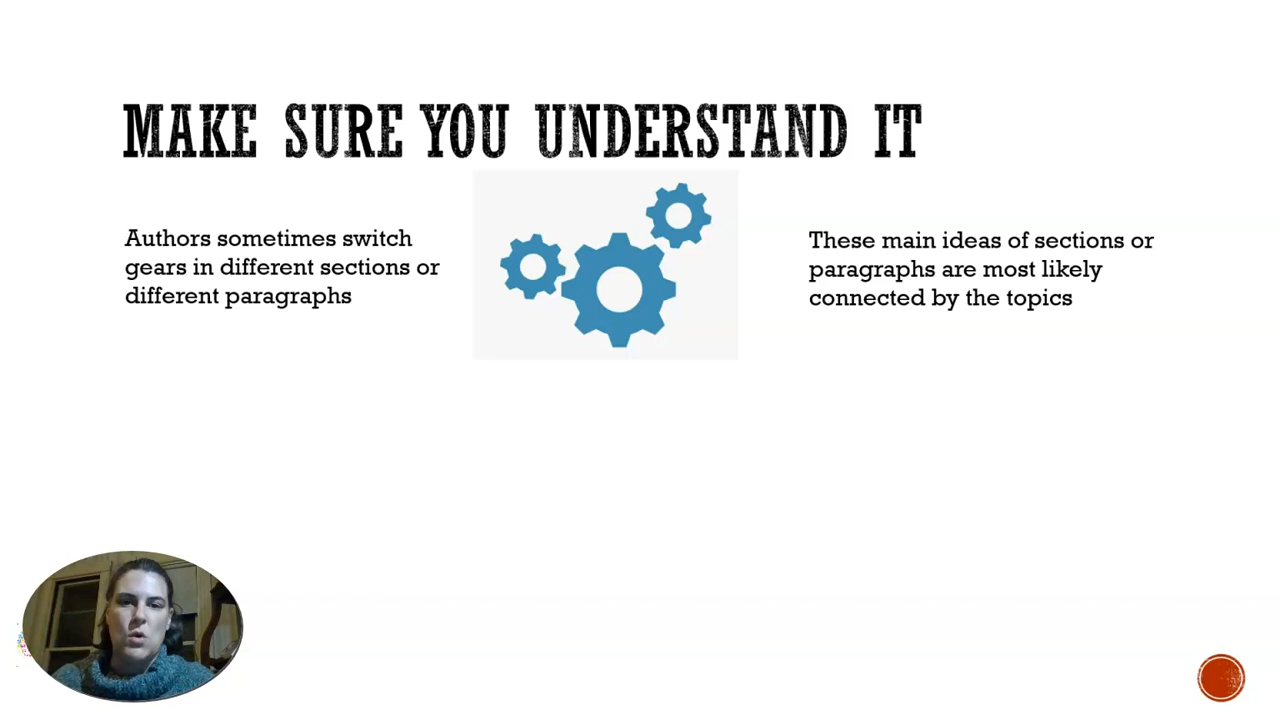 MAKE SURE YOU UNDERSTAND IT
Authors sometimes switch
gears in different sections or
different paragraphs
These main ideas of sections or
paragraphs are most likely
connected by the topics